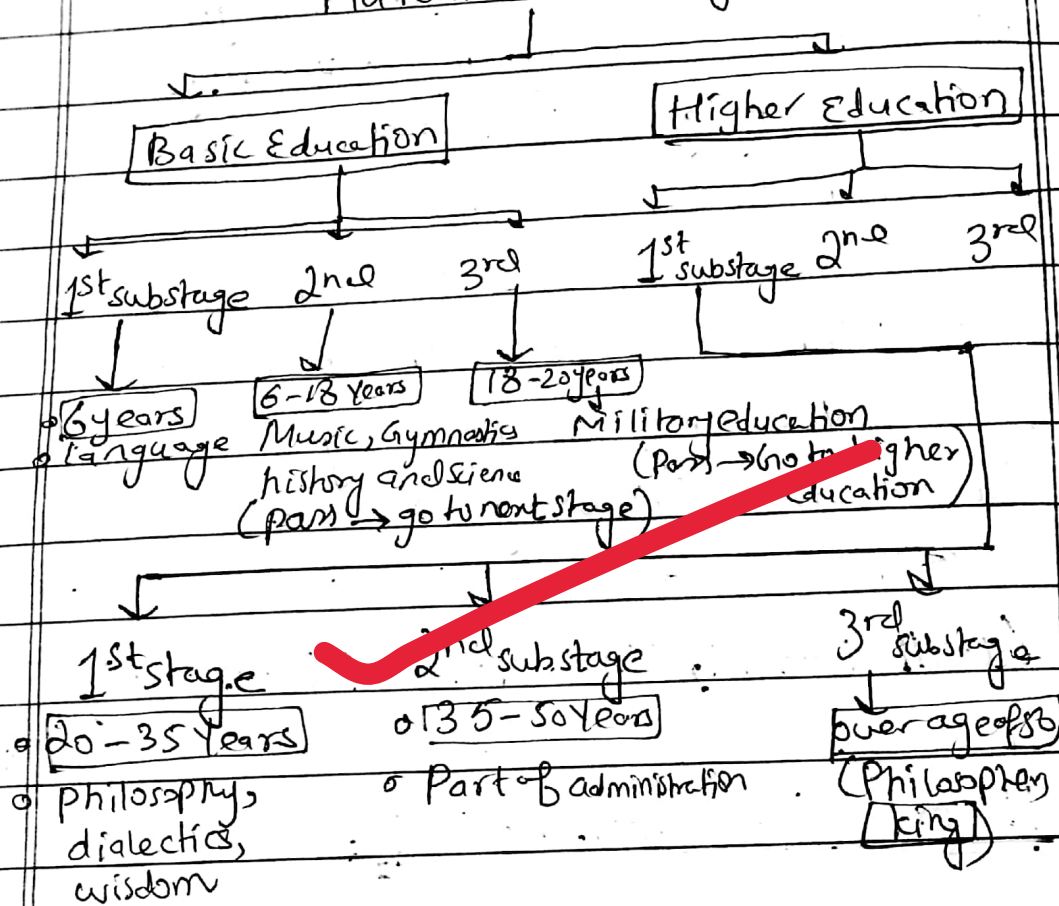 Basic Education
Higher Education
1st substage 2nd 3rd
1st substage 2nd 3rd
6 years
language
6-18 Years
Music, Gymnastics
history and science
(pass → go to next stage)
18-20 years
Military education
(Pass → Go to higher
education)
1st stage
20-35 Years
philosophy,
dialectics,
wisdom
2nd substage
35-50 Years
Part of administration
3rd substage
over age of 50
(Philosopher
king)